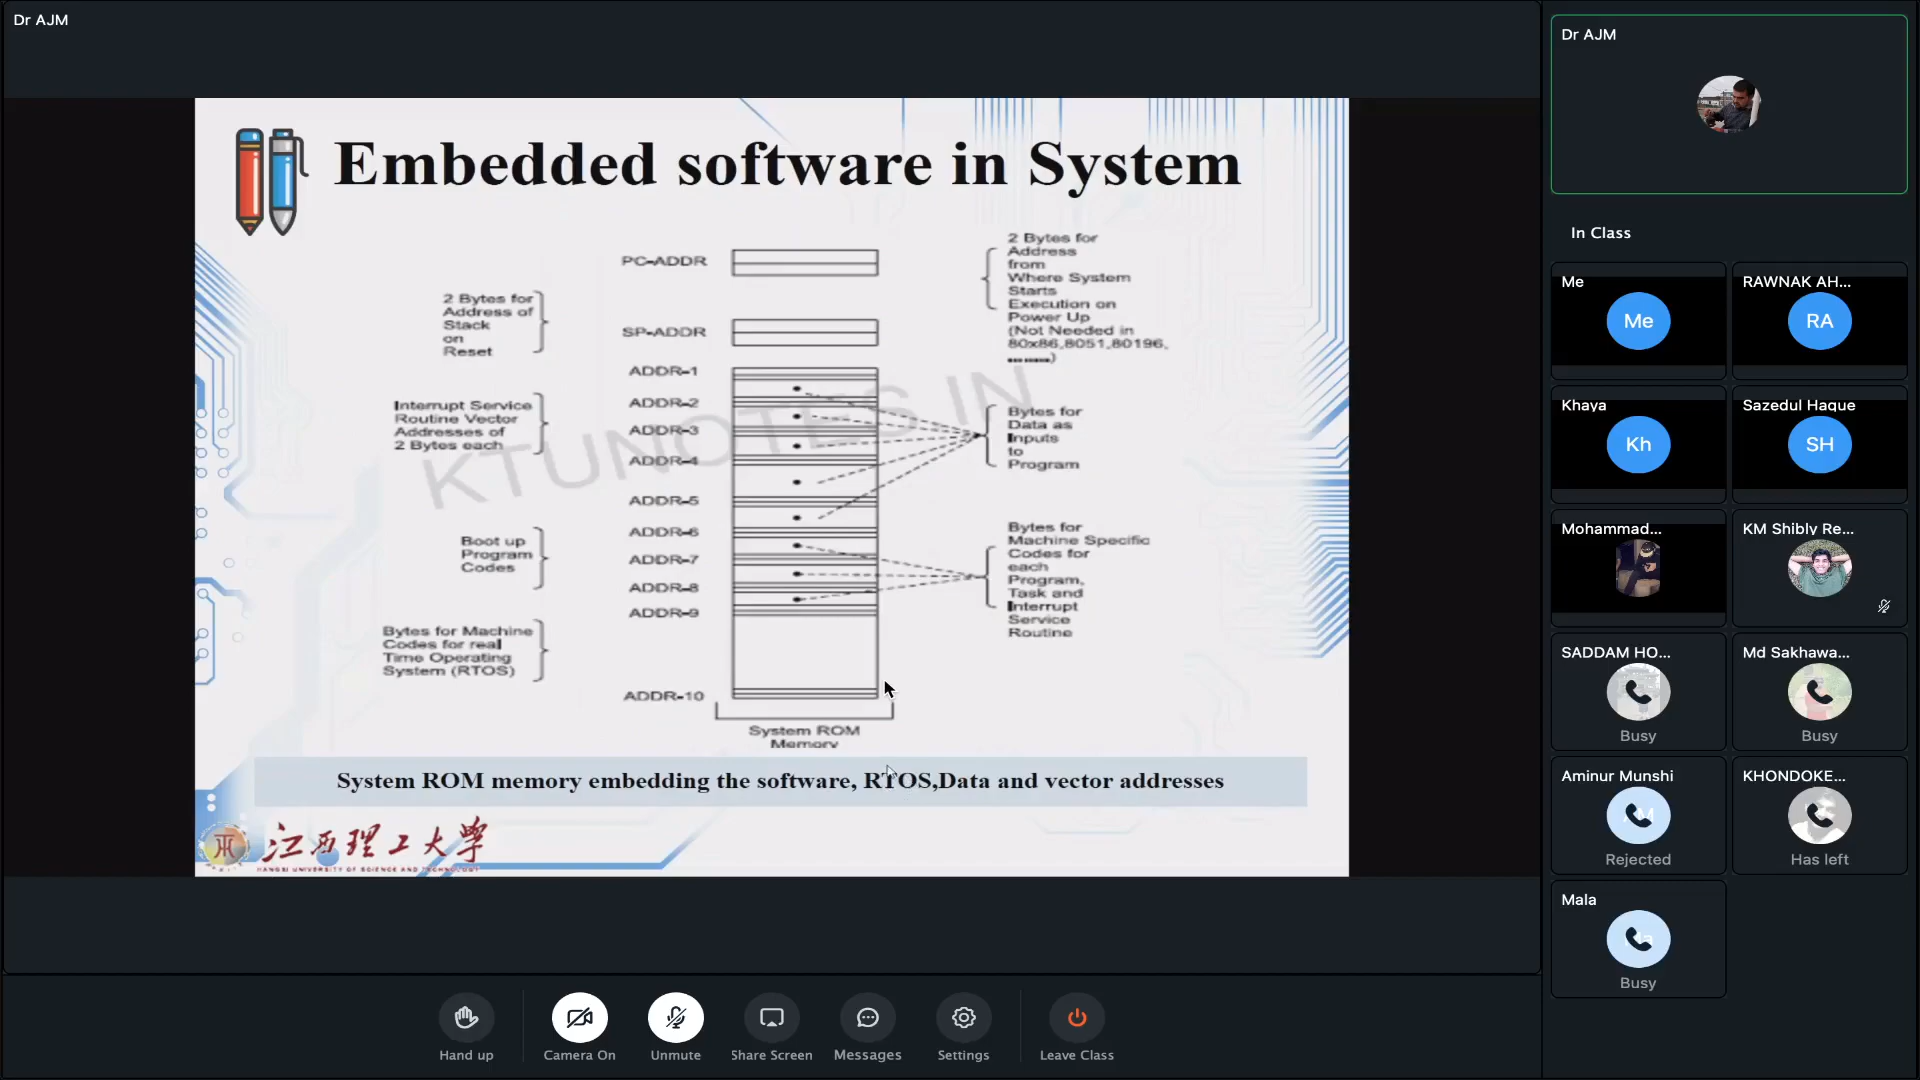 Dr AJM
Embedded software in System
PC-ADDR
2 Bytes for
Address
from
Where System
Starts
Execution on
Power Up
(Not Needed in
80x86,8051,80196,
........)
2 Bytes for
Address of
Stack
on
Reset
SP-ADDR
ADDR-1
ADDR-2
ADDR-3
ADDR-4
ADDR-5
ADDR-6
ADDR-7
ADDR-8
ADDR-9
ADDR-10
Interrupt Service
Routine Vector
Addresses of
2 Bytes each
Bytes for
Data as
Inputs
to
Program
KTUNOTES IN
Boot up
Program
Codes
Bytes for
Machine Specific
Codes for
each
Program,
Task and
Interrupt
Service
Routine
Bytes for Machine
Codes for real
Time Operating
System (RTOS)
System ROM
Memory
System ROM memory embedding the software, RTOS,Data and vector addresses
江西理工大学
JIANGXI UNIVERSITY OF SCIENCE AND TECHNOLOGY
Hand up
Camera On
Unmute
Share Screen
Messages
Settings
Leave Class
Dr AJM
In Class
Me
Me
RAWNAK AH...
RA
Khaya
Kh
Sazedul Haque
SH
Mohammad...
KM Shibly Re...
SADDAM HO...
Busy
Md Sakhawa...
Busy
Aminur Munshi
Rejected
KHONDOKE...
Has left
Mala
Busy